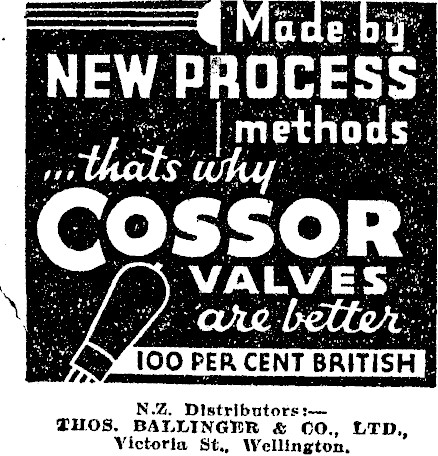 Made by
NEW PROCESS
methods
...thats why
COSSOR
VALVES
are better
100 PER CENT BRITISH
N.Z. Distributors:—
THOS. BALLINGER & CO., LTD.,
Victoria St., Wellington.